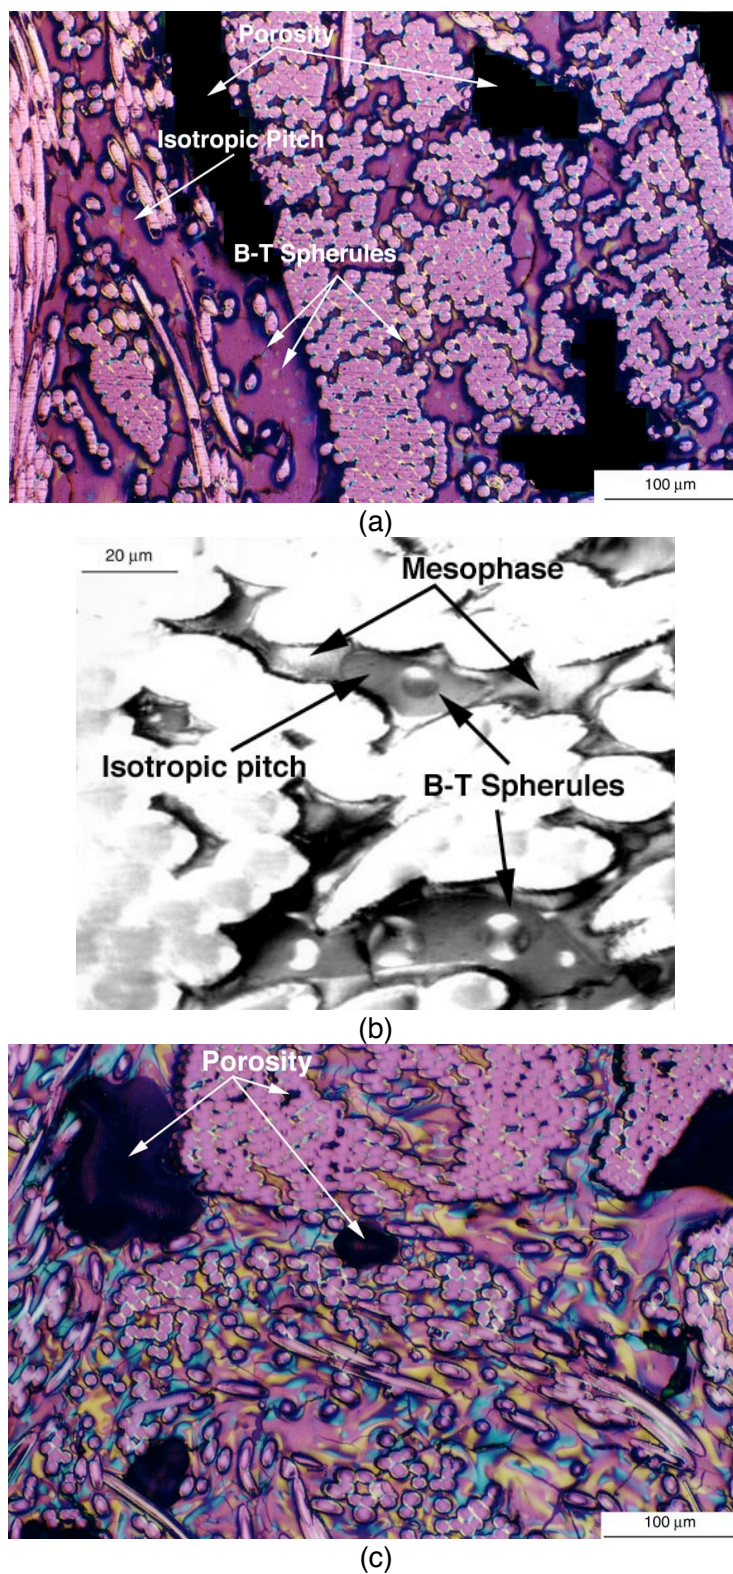 Porosity
Isotropic Pitch
B-T Spherules
100 μm
(a)
20 μm
Mesophase
Isotropic pitch
B-T Spherules
(b)
Porosity
100 μm
(c)